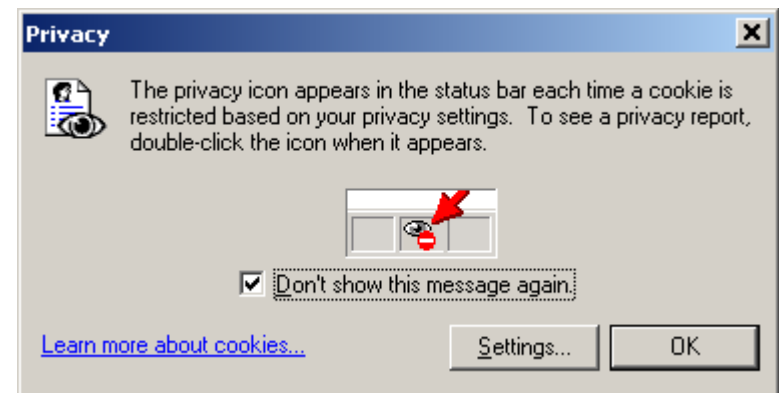 Privacy
The privacy icon appears in the status bar each time a cookie is
restricted based on your privacy settings.  To see a privacy report,
double-click the icon when it appears.
Don't show this message again.
Learn more about cookies...
Settings...
OK